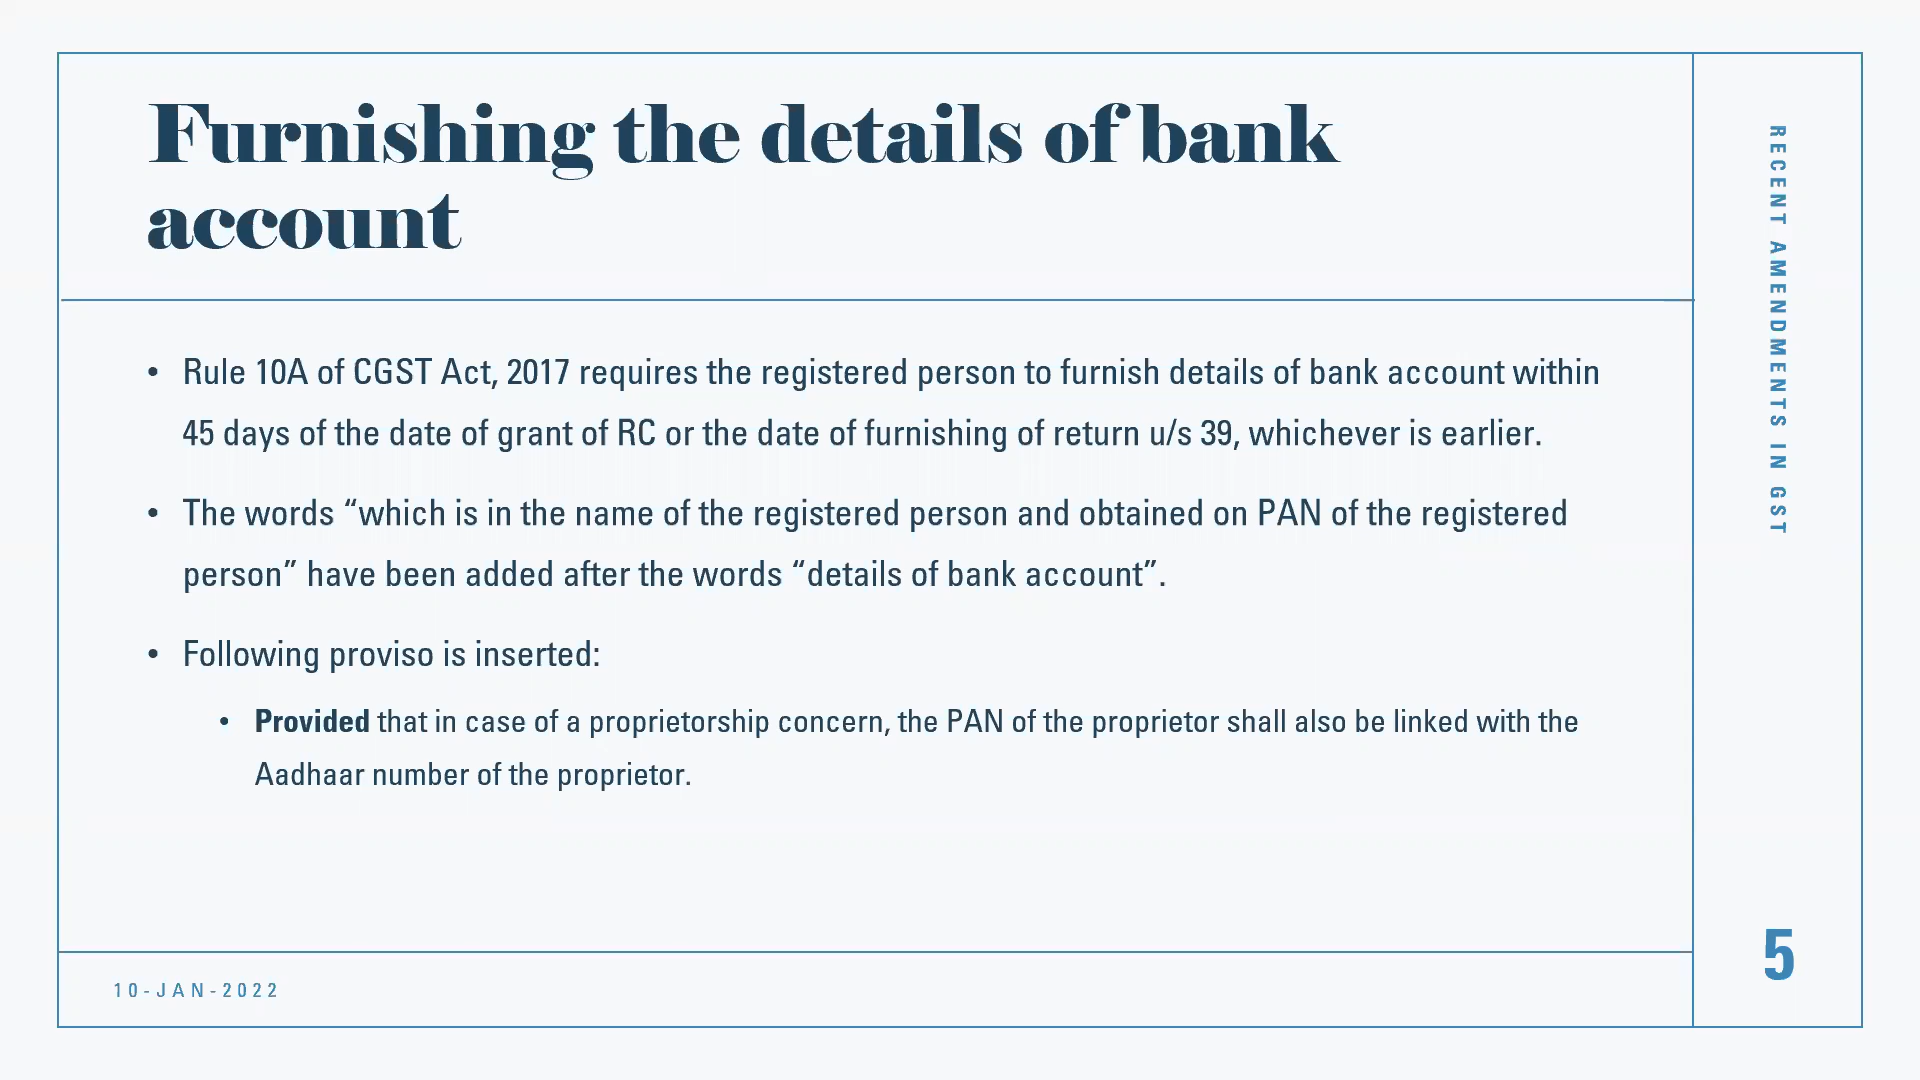 Furnishing the details of bank
account
• Rule 10A of CGST Act, 2017 requires the registered person to furnish details of bank account within
45 days of the date of grant of RC or the date of furnishing of return u/s 39, whichever is earlier.
• The words “which is in the name of the registered person and obtained on PAN of the registered
person” have been added after the words “details of bank account”.
• Following proviso is inserted:
• Provided that in case of a proprietorship concern, the PAN of the proprietor shall also be linked with the
Aadhaar number of the proprietor.
10-JAN-2022
RECENT AMENDMENTS IN GST
5